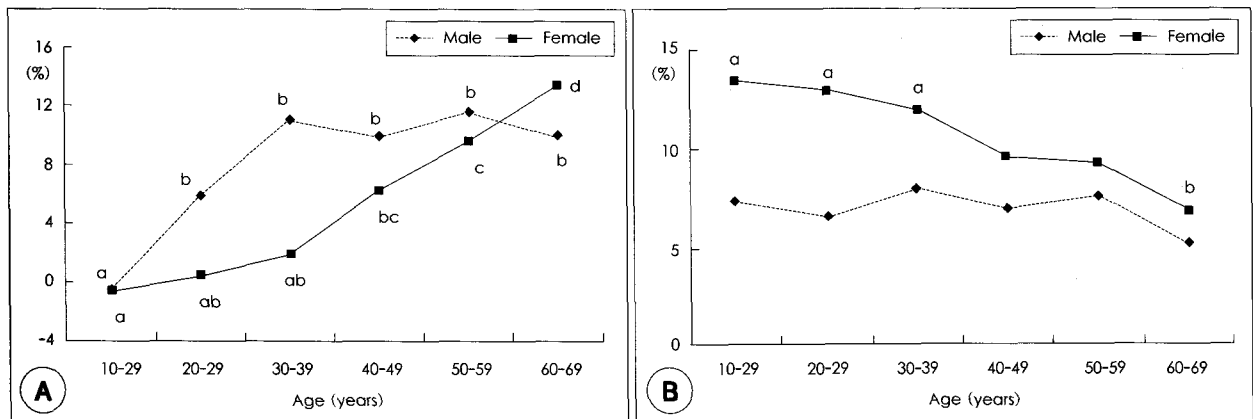 16
(%)
12
8
4
0
-4
Male Female
a b b b b b
a ab ab bc c d
10-29 20-29 30-39 40-49 50-59 60-69
Age (years)
A
15
(%)
10
5
0
Male Female
a a a b
10-29 20-29 30-39 40-49 50-59 60-69
Age (years)
B